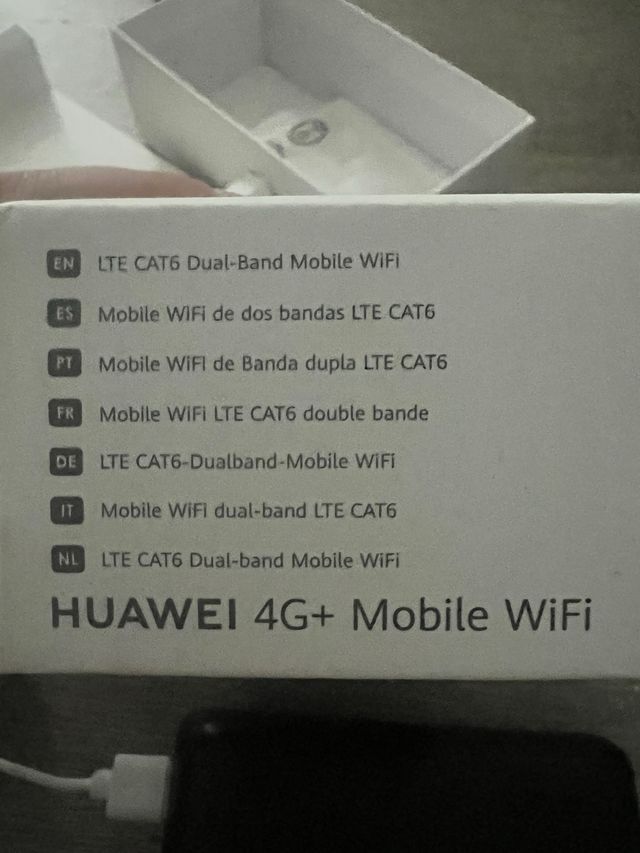 EN LTE CAT6 Dual-Band Mobile WiFi
ES Mobile WiFi de dos bandas LTE CAT6
PT Mobile WiFi de Banda dupla LTE CAT6
FR Mobile WiFi LTE CAT6 double bande
DE LTE CAT6-Dualband-Mobile WiFi
IT Mobile WiFi dual-band LTE CAT6
NL LTE CAT6 Dual-band Mobile WiFi
HUAWEI 4G+ Mobile WiFi